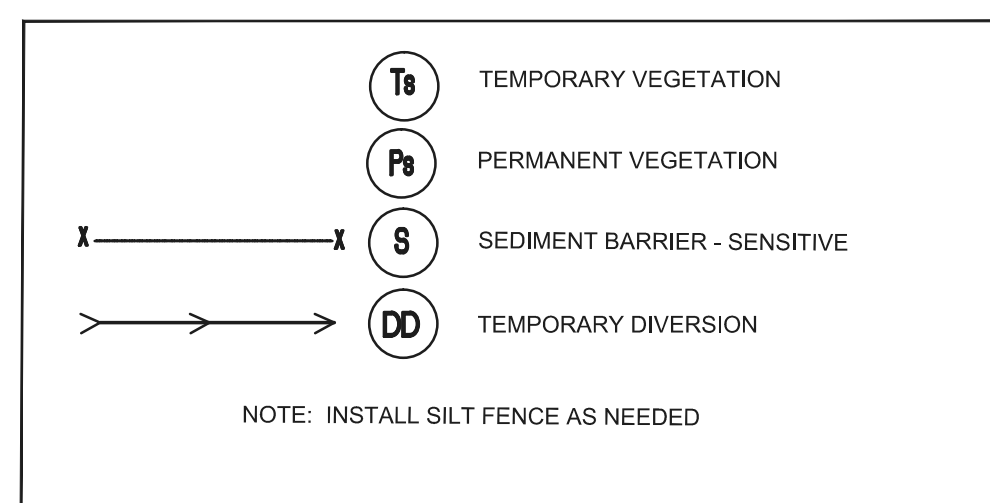 Ts TEMPORARY VEGETATION
Ps PERMANENT VEGETATION
X X S SEDIMENT BARRIER - SENSITIVE
DD TEMPORARY DIVERSION
NOTE: INSTALL SILT FENCE AS NEEDED